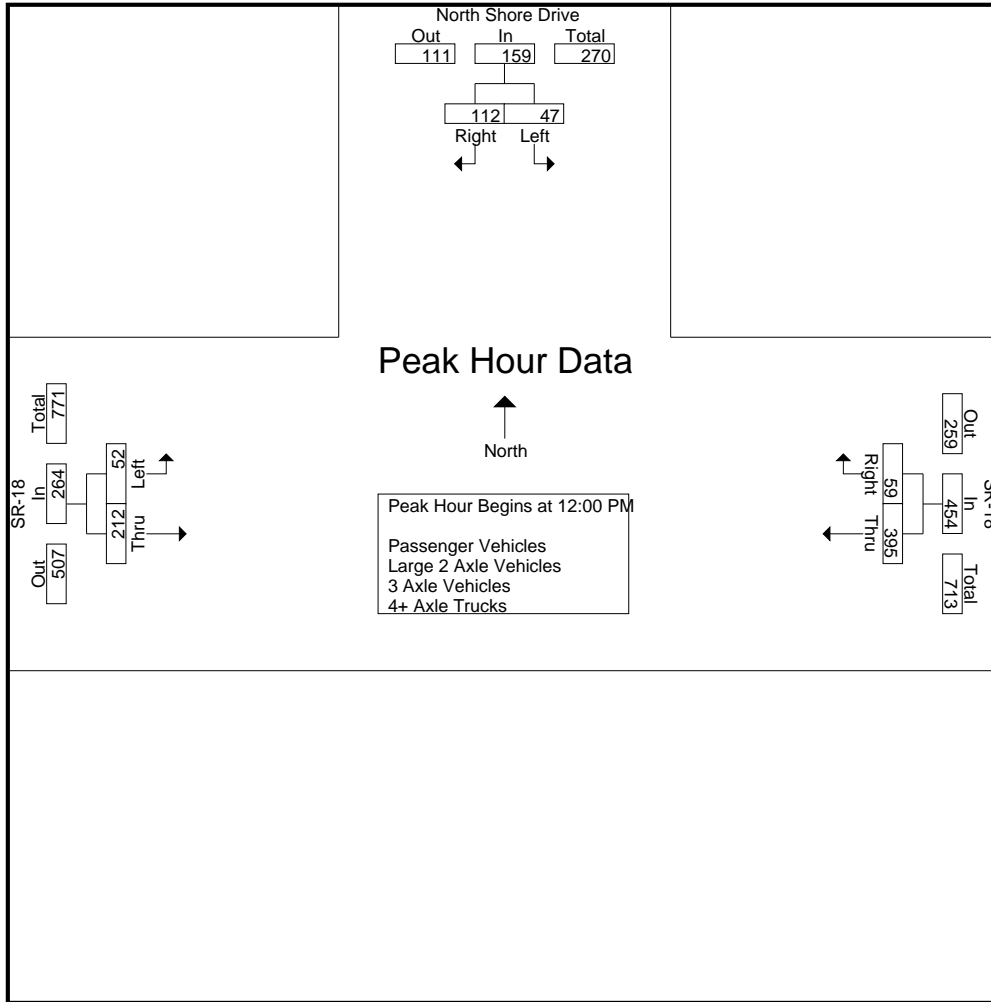 North Shore Drive
Out In Total
111 159 270
112 47
Right Left
Peak Hour Data
North
Peak Hour Begins at 12:00 PM
Passenger Vehicles
Large 2 Axle Vehicles
3 Axle Vehicles
4+ Axle Trucks
SR-18
Out In Total
507 264 771
Left Thru
52 212
SR-18
Out In Total
259 454 713
Right Thru
59 395